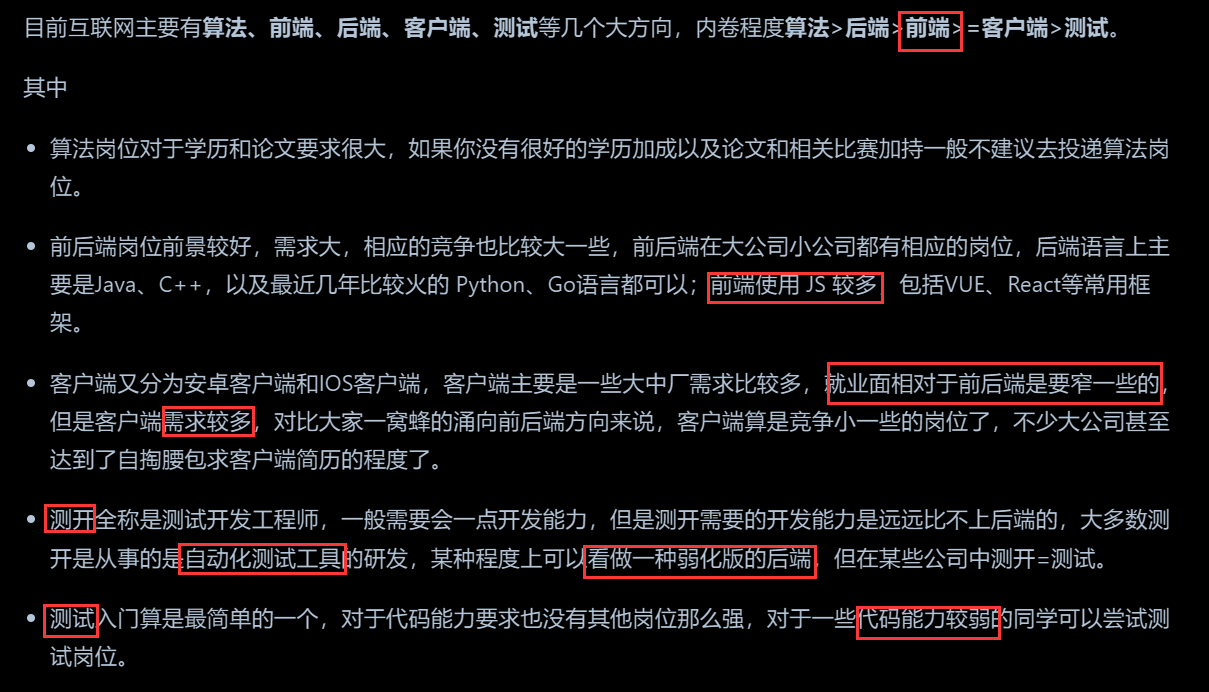 目前互联网主要有算法、前端、后端、客户端、测试等几个大方向，内卷程度算法>后端>前端>=客户端>测试。
其中
• 算法岗位对于学历和论文要求很大，如果你没有很好的学历加成以及论文和相关比赛加持一般不建议去投递算法岗
位。
• 前后端岗位前景较好，需求大，相应的竞争也比较大一些，前后端在大公司小公司都有相应的岗位，后端语言上主
要是Java、C++，以及最近几年比较火的 Python、Go语言都可以；前端使用 JS 较多，包括VUE、React等常用框
架。
• 客户端又分为安卓客户端和IOS客户端，客户端主要是一些大中厂需求比较多，就业面相对于前后端是要窄一些的，
但是客户端需求较多，对比大家一窝蜂的涌向前后端方向来说，客户端算是竞争小一些的岗位了，不少大公司甚至
达到了自掏腰包求客户端简历的程度了。
• 测开全称是测试开发工程师，一般需要会一点开发能力，但是测开需要的开发能力是远远比不上后端的，大多数测
开是从事的是自动化测试工具的研发，某种程度上可以看做一种弱化版的后端，但在某些公司中测开=测试。
• 测试入门算是最简单的一个，对于代码能力要求也没有其他岗位那么强，对于一些代码能力较弱的同学可以尝试测
试岗位。